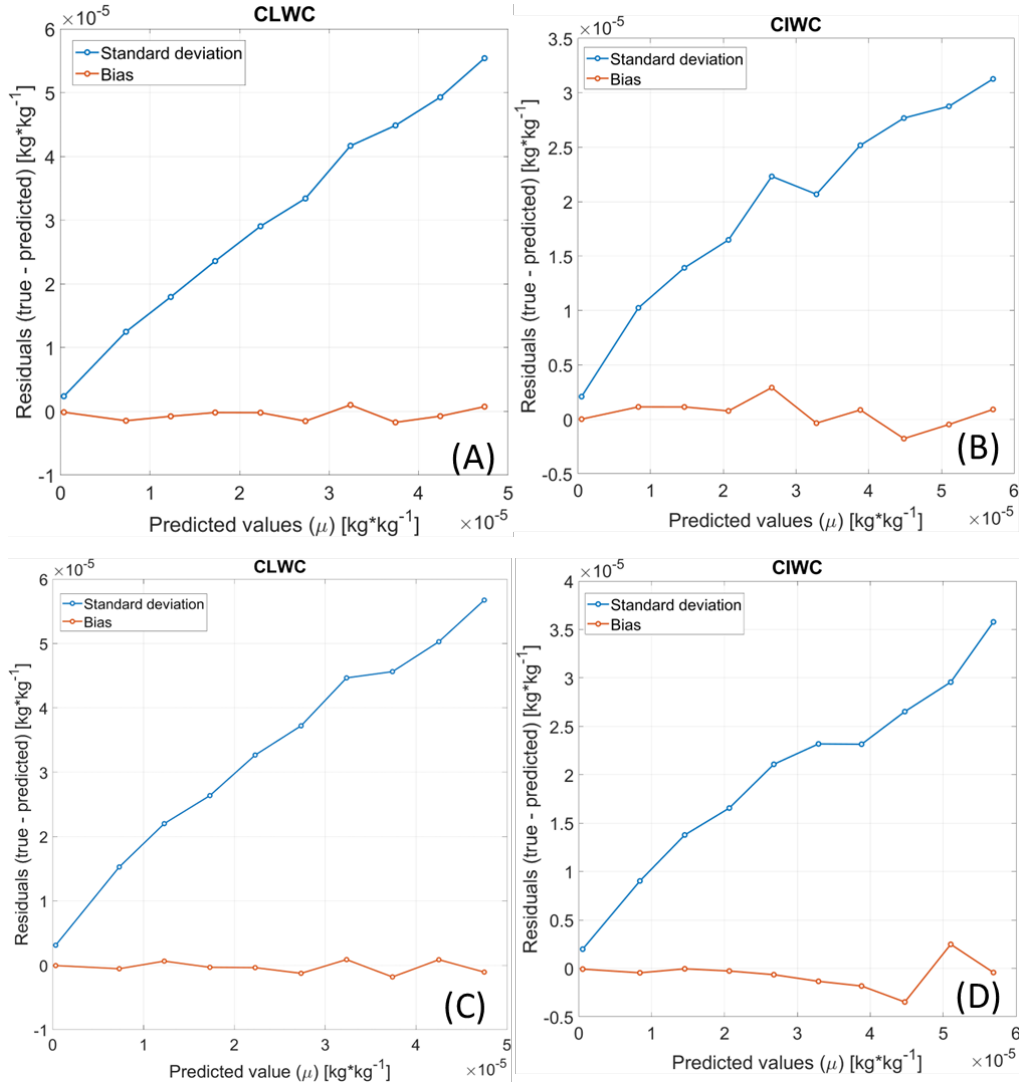 ×10⁻⁵
CLWC
Standard deviation
Bias
6
5
4
3
2
1
0
-1
Residuals (true - predicted) [kg*kg⁻¹]
(A)
0 1 2 3 4 5
Predicted values (μ) [kg*kg⁻¹]
×10⁻⁵
×10⁻⁵
CIWC
Standard deviation
Bias
3.5
3
2.5
2
1.5
1
0.5
0
-0.5
Residuals (true - predicted) [kg*kg⁻¹]
(B)
0 1 2 3 4 5 6
Predicted values (μ) [kg*kg⁻¹]
×10⁻⁵
×10⁻⁵
CLWC
Standard deviation
Bias
6
5
4
3
2
1
0
-1
Residuals (true - predicted) [kg*kg⁻¹]
(C)
0 1 2 3 4 5
Predicted value (μ) [kg*kg⁻¹]
×10⁻⁵
×10⁻⁵
CIWC
Standard deviation
Bias
4
3.5
3
2.5
2
1.5
1
0.5
0
-0.5
Residuals (true - predicted) [kg*kg⁻¹]
(D)
0 1 2 3 4 5 6
Predicted values (μ) [kg*kg⁻¹]
×10⁻⁵